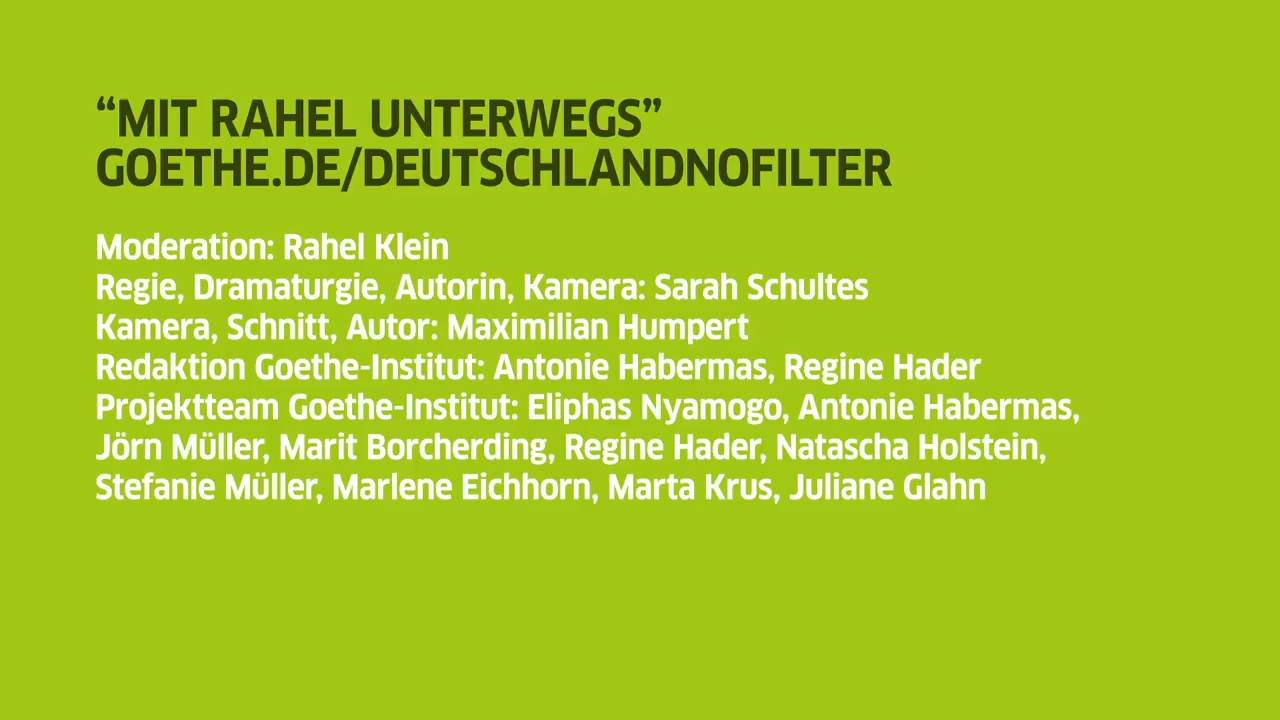 “MIT RAHEL UNTERWEGS”
GOETHE.DE/DEUTSCHLANDNOFILTER
Moderation: Rahel Klein
Regie, Dramaturgie, Autorin, Kamera: Sarah Schultes
Kamera, Schnitt, Autor: Maximilian Humpert
Redaktion Goethe-Institut: Antonie Habermas, Regine Hader
Projektteam Goethe-Institut: Eliphas Nyamogo, Antonie Habermas,
Jörn Müller, Marit Borcherding, Regine Hader, Natascha Holstein,
Stefanie Müller, Marlene Eichhorn, Marta Krus, Juliane Glahn